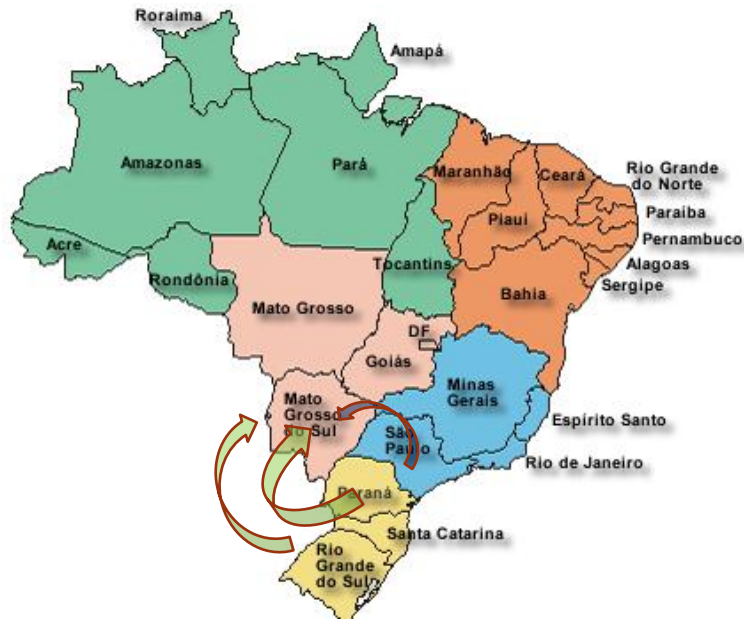 Roraima
Amapá
Amazonas
Pará
Maranhão
Ceará
Rio Grande
do Norte
Piaui
Paraiba
Pernambuco
Acre
Rondônia
Tocantins
Alagoas
Sergipe
Bahia
Mato Grosso
DF
Goiás
Minas
Gerais
Mato
Grosso
do Sul
São
Paulo
Espírito Santo
Rio de Janeiro
Paraná
Santa Catarina
Rio
Grande
do Sul